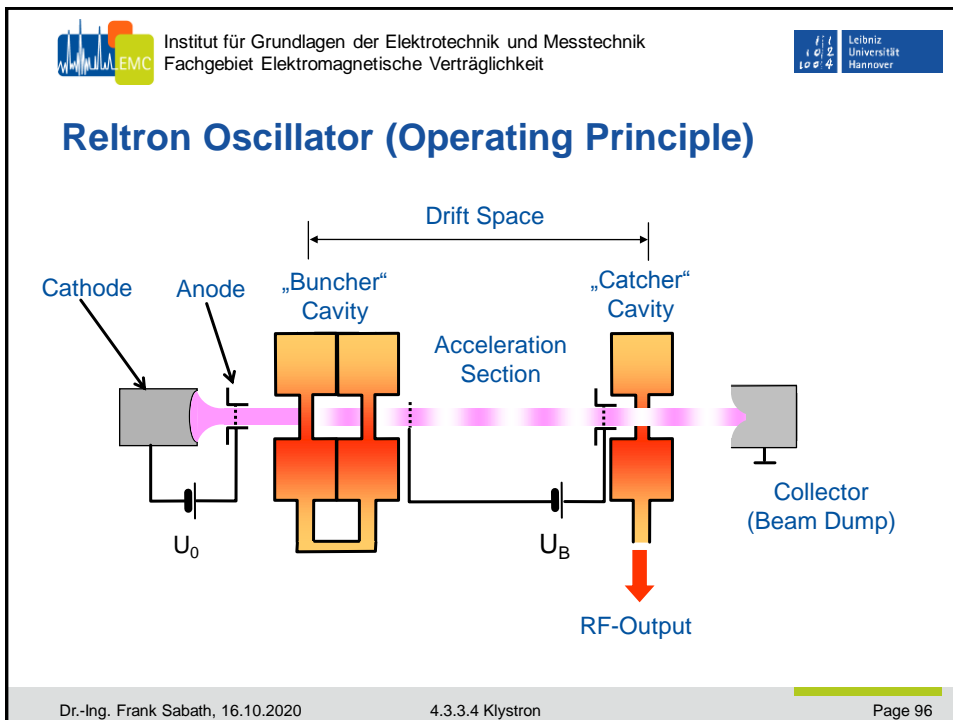 EMC
Institut für Grundlagen der Elektrotechnik und Messtechnik
Fachgebiet Elektromagnetische Verträglichkeit
Leibniz
Universität
Hannover
Reltron Oscillator (Operating Principle)
Drift Space
Cathode
Anode
„Buncher“
Cavity
Acceleration
Section
„Catcher“
Cavity
U0
UB
Collector
(Beam Dump)
RF-Output
Dr.-Ing. Frank Sabath, 16.10.2020
4.3.3.4 Klystron
Page 96